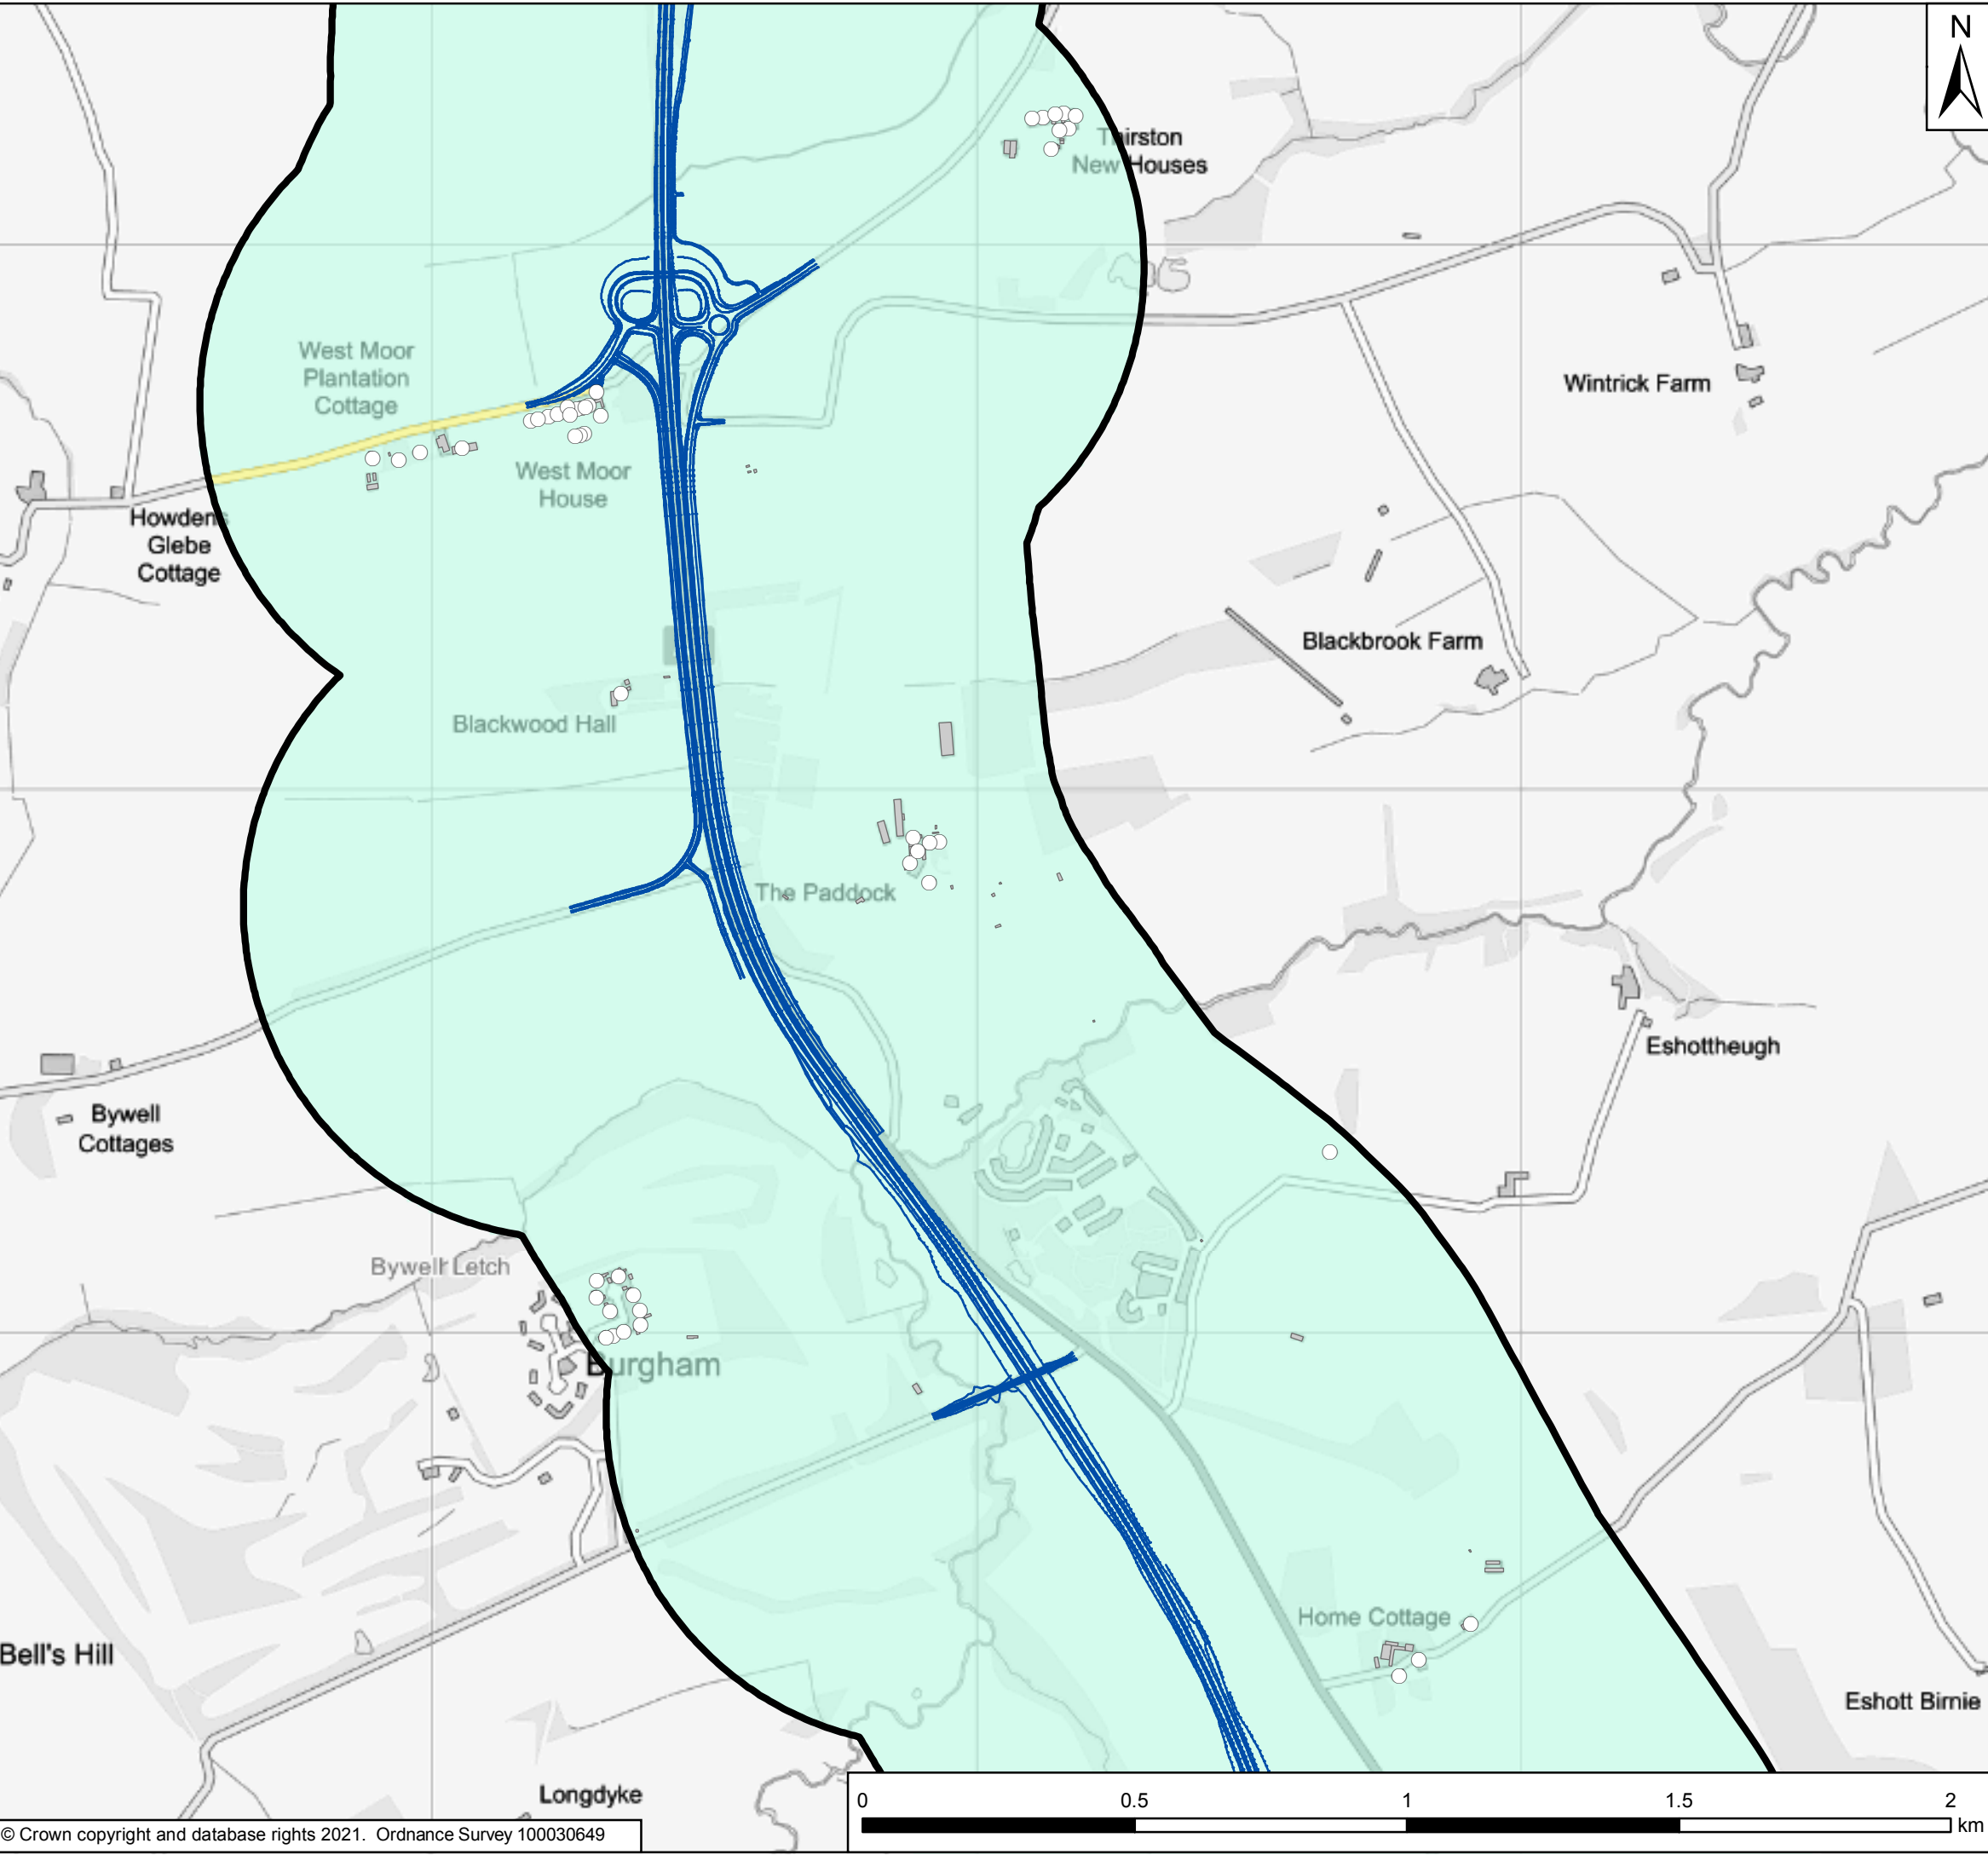 N
Thirston
New Houses
West Moor
Plantation
Cottage
Wintrick Farm
West Moor
House
Howdens
Glebe
Cottage
Blackbrook Farm
Blackwood Hall
The Paddock
Eshottheugh
Bywell
Cottages
Bywell Letch
Burgham
Home Cottage
Bell's Hill
Eshott Birnie
Longdyke
0 0.5 1 1.5 2
km
© Crown copyright and database rights 2021. Ordnance Survey 100030649